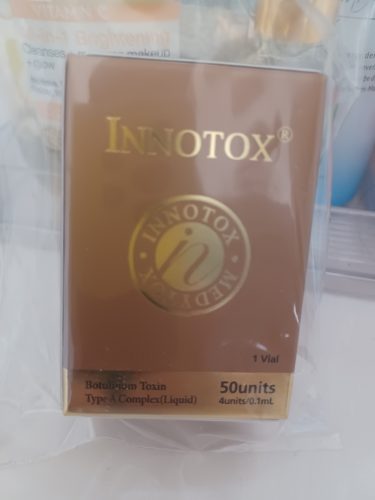 INNOTOX®
INNOTOX
MEDYTOX
1 Vial
Botulinum Toxin
Type A Complex(Liquid)
50units
4units/0.1mL